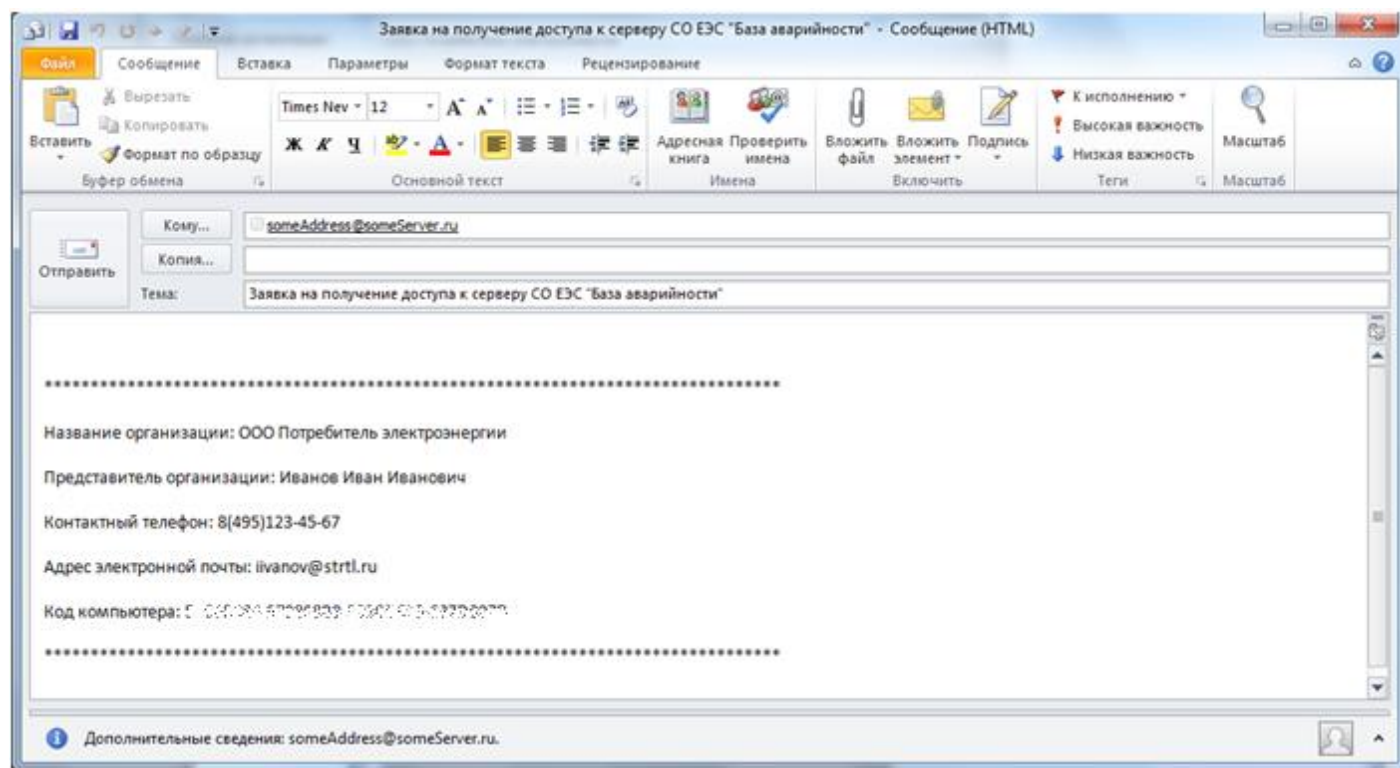 Заявка на получение доступа к серверу СО ЕЭС "База аварийности" - Сообщение (HTML)
Файл Сообщение Вставка Параметры Формат текста Рецензирование
Вставить
Вырезать
Копировать
Формат по образцу
Буфер обмена
Times Nev 12
Ж К Ч
Основной текст
Адресная книга
Проверить имена
Имена
Вложить файл
Вложить элемент
Подпись
Включить
К исполнению
Высокая важность
Низкая важность
Теги
Масштаб
Масштаб
Отправить
Кому... someAddress@someServer.ru
Копия...
Тема: Заявка на получение доступа к серверу СО ЕЭС "База аварийности"
Название организации: ООО Потребитель электроэнергии
Представитель организации: Иванов Иван Иванович
Контактный телефон: 8(495)123-45-67
Адрес электронной почты: iivanov@strtl.ru
Код компьютера:
Дополнительные сведения: someAddress@someServer.ru.